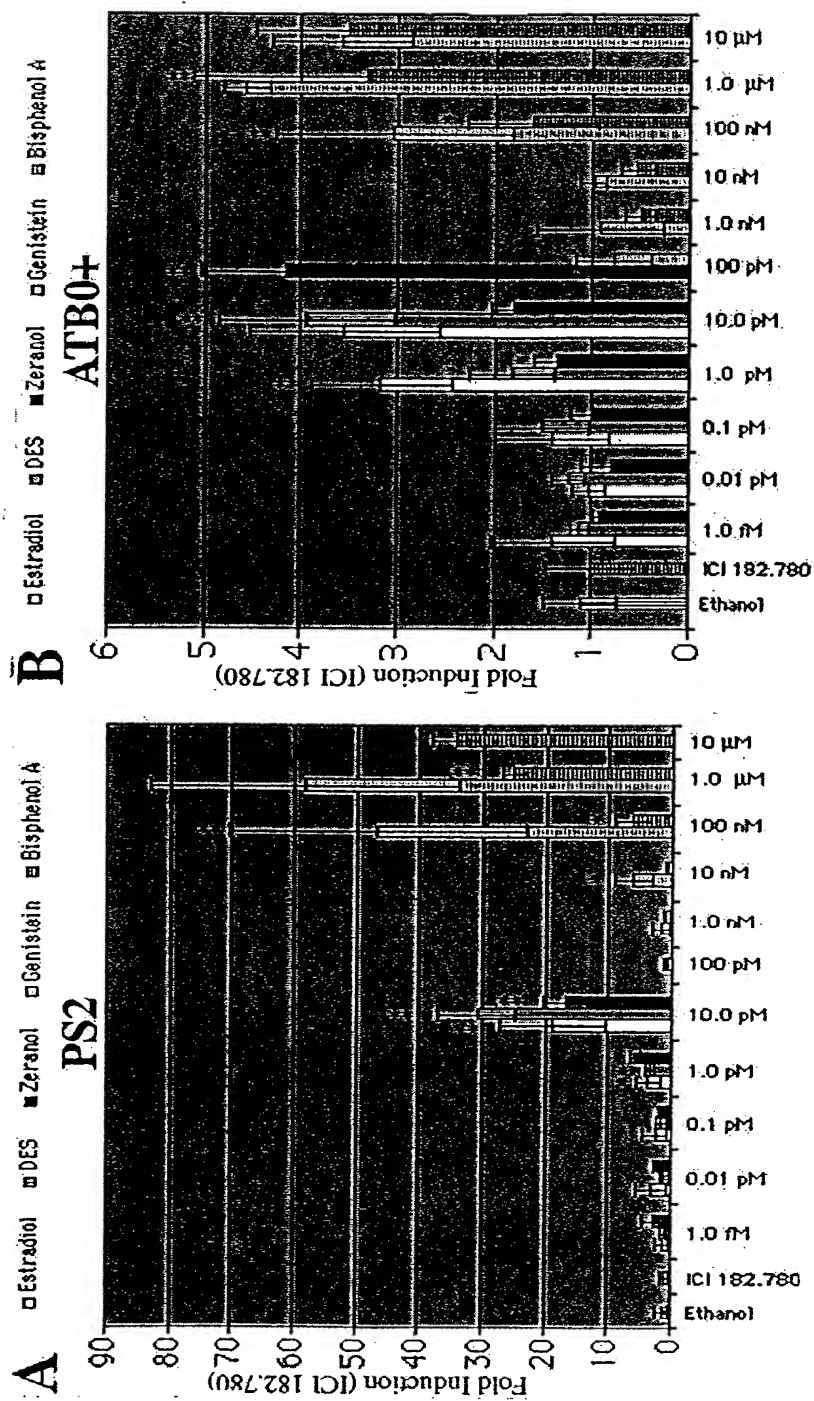 A
□ Estradiol ▣ DES ■ Zeranol □ Genistein ▣ Bisphenol A
PS2
Fold Induction (ICI 182.780)
90
80
70
60
50
40
30
20
10
0
Ethanol
ICI 182.780
1.0 fM
0.01 pM
0.1 pM
1.0 pM
10.0 pM
100 pM
1.0 nM
10 nM
100 nM
1.0 µM
10 µM
B
□ Estradiol ▣ DES ■ Zeranol □ Genistein ▣ Bisphenol A
ATB0+
Fold Induction (ICI 182.780)
6
5
4
3
2
1
0
Ethanol
ICI 182.780
1.0 fM
0.01 pM
0.1 pM
1.0 pM
10.0 pM
100 pM
1.0 nM
10 nM
100 nM
1.0 µM
10 µM